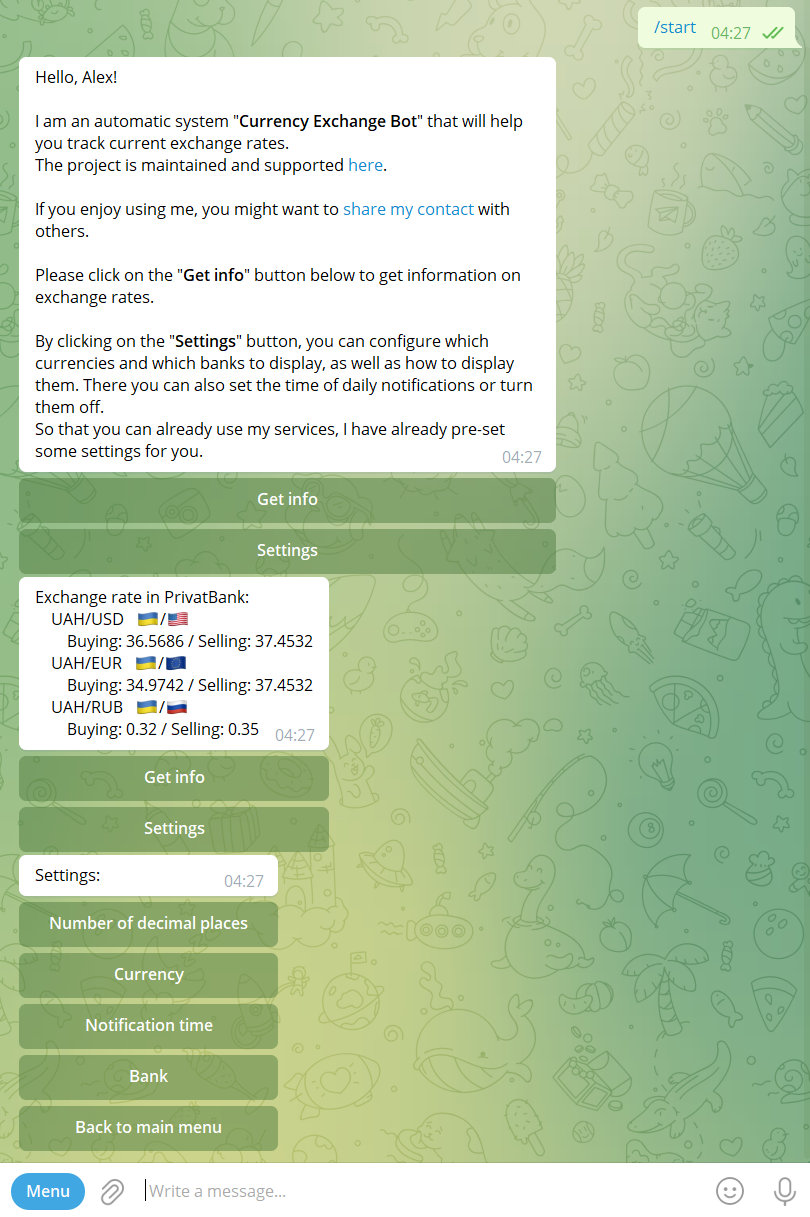 /start 04:27
Hello, Alex!
I am an automatic system "Currency Exchange Bot" that will help
you track current exchange rates.
The project is maintained and supported here.
If you enjoy using me, you might want to share my contact with
others.
Please click on the "Get info" button below to get information on
exchange rates.
By clicking on the "Settings" button, you can configure which
currencies and which banks to display, as well as how to display
them. There you can also set the time of daily notifications or turn
them off.
So that you can already use my services, I have already pre-set
some settings for you. 04:27
Get info
Settings
Exchange rate in PrivatBank:
UAH/USD 🇺🇦/🇺🇸
Buying: 36.5686 / Selling: 37.4532
UAH/EUR 🇺🇦/🇪🇺
Buying: 34.9742 / Selling: 37.4532
UAH/RUB 🇺🇦/🇷🇺
Buying: 0.32 / Selling: 0.35 04:27
Get info
Settings
Settings: 04:27
Number of decimal places
Currency
Notification time
Bank
Back to main menu
Menu Write a message...